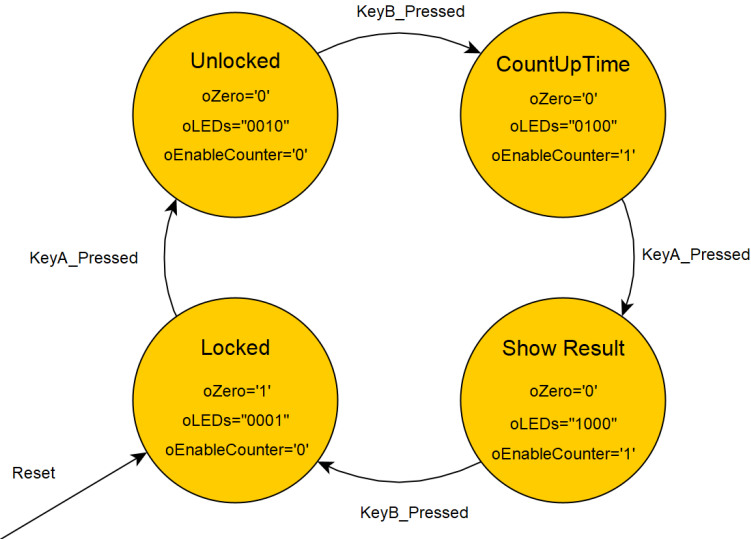 KeyB_Pressed
Unlocked
oZero='0'
oLEDs="0010"
oEnableCounter='0'
CountUpTime
oZero='0'
oLEDs="0100"
oEnableCounter='1'
KeyA_Pressed
KeyA_Pressed
Locked
oZero='1'
oLEDs="0001"
oEnableCounter='0'
Show Result
oZero='0'
oLEDs="1000"
oEnableCounter='1'
Reset
KeyB_Pressed